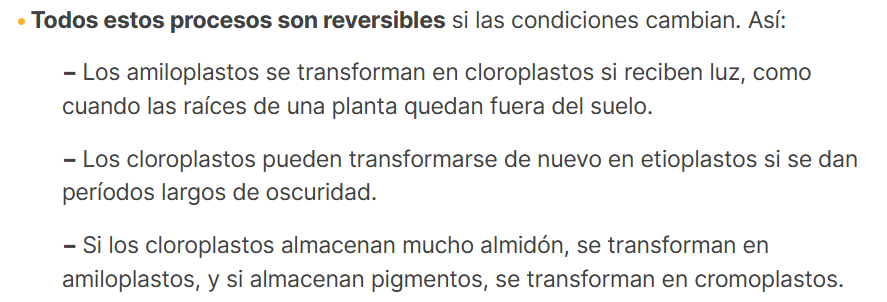 • Todos estos procesos son reversibles si las condiciones cambian. Así:
– Los amiloplastos se transforman en cloroplastos si reciben luz, como
cuando las raíces de una planta quedan fuera del suelo.
– Los cloroplastos pueden transformarse de nuevo en etioplastos si se dan
períodos largos de oscuridad.
– Si los cloroplastos almacenan mucho almidón, se transforman en
amiloplastos, y si almacenan pigmentos, se transforman en cromoplastos.